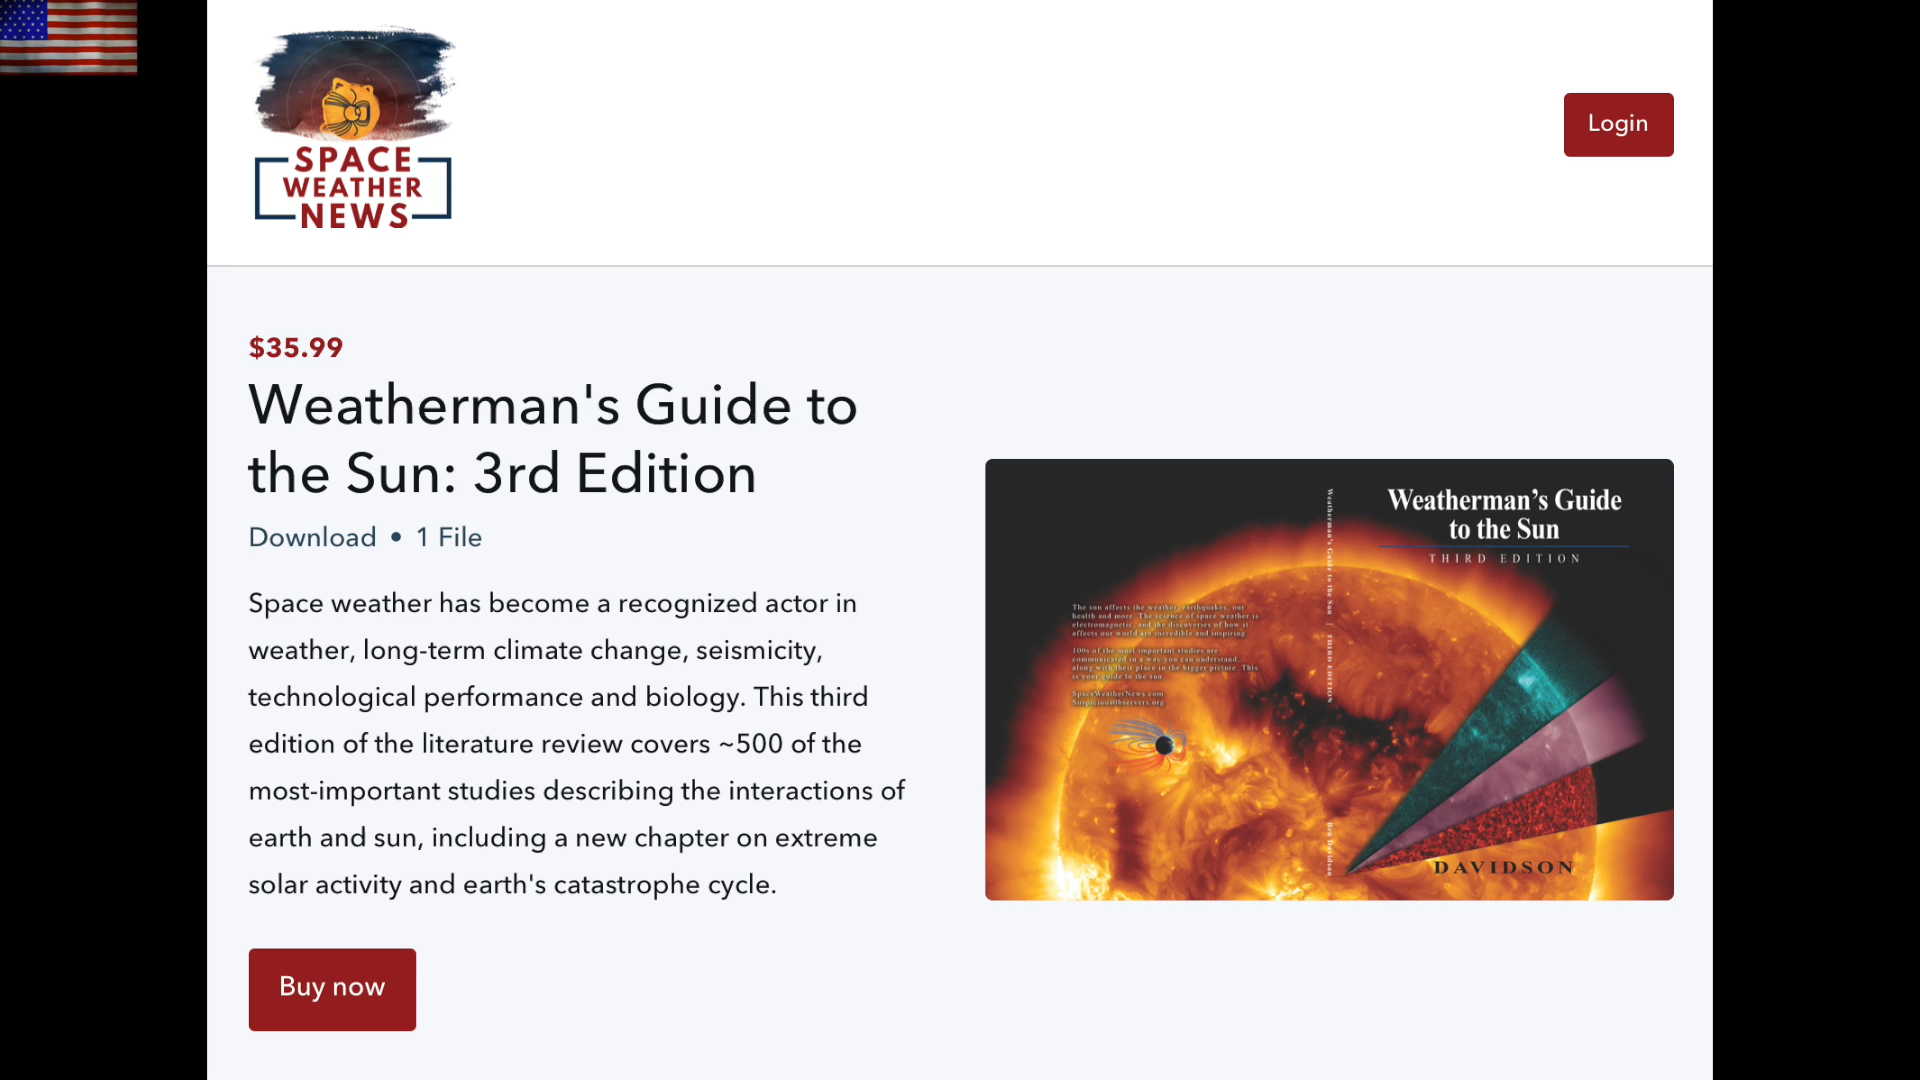 SPACE
WEATHER
NEWS
Login
$35.99
Weatherman's Guide to
the Sun: 3rd Edition
Download • 1 File
Space weather has become a recognized actor in
weather, long-term climate change, seismicity,
technological performance and biology. This third
edition of the literature review covers ~500 of the
most-important studies describing the interactions of
earth and sun, including a new chapter on extreme
solar activity and earth's catastrophe cycle.
Buy now
The sun affects the weather, earthquakes, our
health and more. The science of space weather is
electromagnetic, and the discoveries of how it
affects our world are incredible and inspiring.
100s of the most important studies are
communicated in a way you can understand,
along with their place in the bigger picture. This
is your guide to the sun.
SpaceWeatherNews.com
SuspiciousObservers.org
Weatherman's Guide to the Sun | THIRD EDITION
Ben Davidson
Weatherman's Guide
to the Sun
THIRD EDITION
DAVIDSON